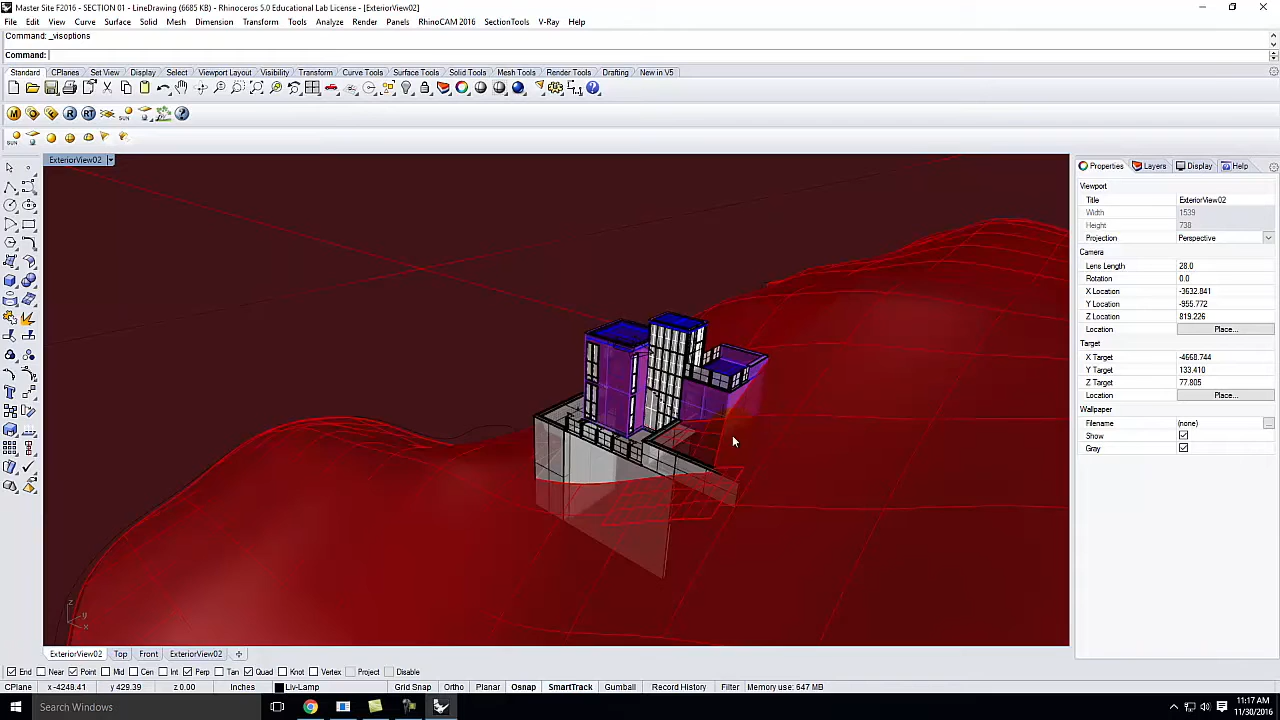 Master Site F2016 - SECTION 01 - LineDrawing (6685 KB) - Rhinoceros 5.0 Educational Lab License - [ExteriorView02]
File Edit View Curve Surface Solid Mesh Dimension Transform Tools Analyze Render Panels RhinoCAM 2016 SectionTools V-Ray Help
Command: _visoptions
Command:
Standard CPlanes Set View Display Select Viewport Layout Visibility Transform Curve Tools Surface Tools Solid Tools Mesh Tools Render Tools Drafting New in V5
M R RT SUN
SUN
ExteriorView02
Properties Layers Display Help
Viewport
Title ExteriorView02
Width 1539
Height 738
Projection Perspective
Camera
Lens Length 28.0
Rotation 0.0
X Location -3632.841
Y Location -955.772
Z Location 819.226
Location Place...
Target
X Target -4668.744
Y Target 133.410
Z Target 77.805
Location Place...
Wallpaper
Filename (none)
Show
Gray
z
y
x
ExteriorView02 Top Front ExteriorView02
End Near Point Mid Cen Int Perp Tan Quad Knot Vertex Project Disable
CPlane x -4248.41 y 429.39 z 0.00 Inches Liv-Lamp Grid Snap Ortho Planar Osnap SmartTrack Gumball Record History Filter Memory use: 647 MB
Search Windows
11:17 AM
11/30/2016